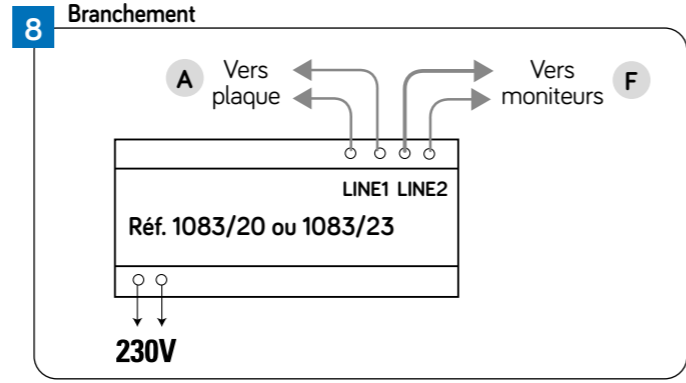 8
Branchement
A
Vers
plaque
Vers
moniteurs
F
LINE1 LINE2
Réf. 1083/20 ou 1083/23
230V